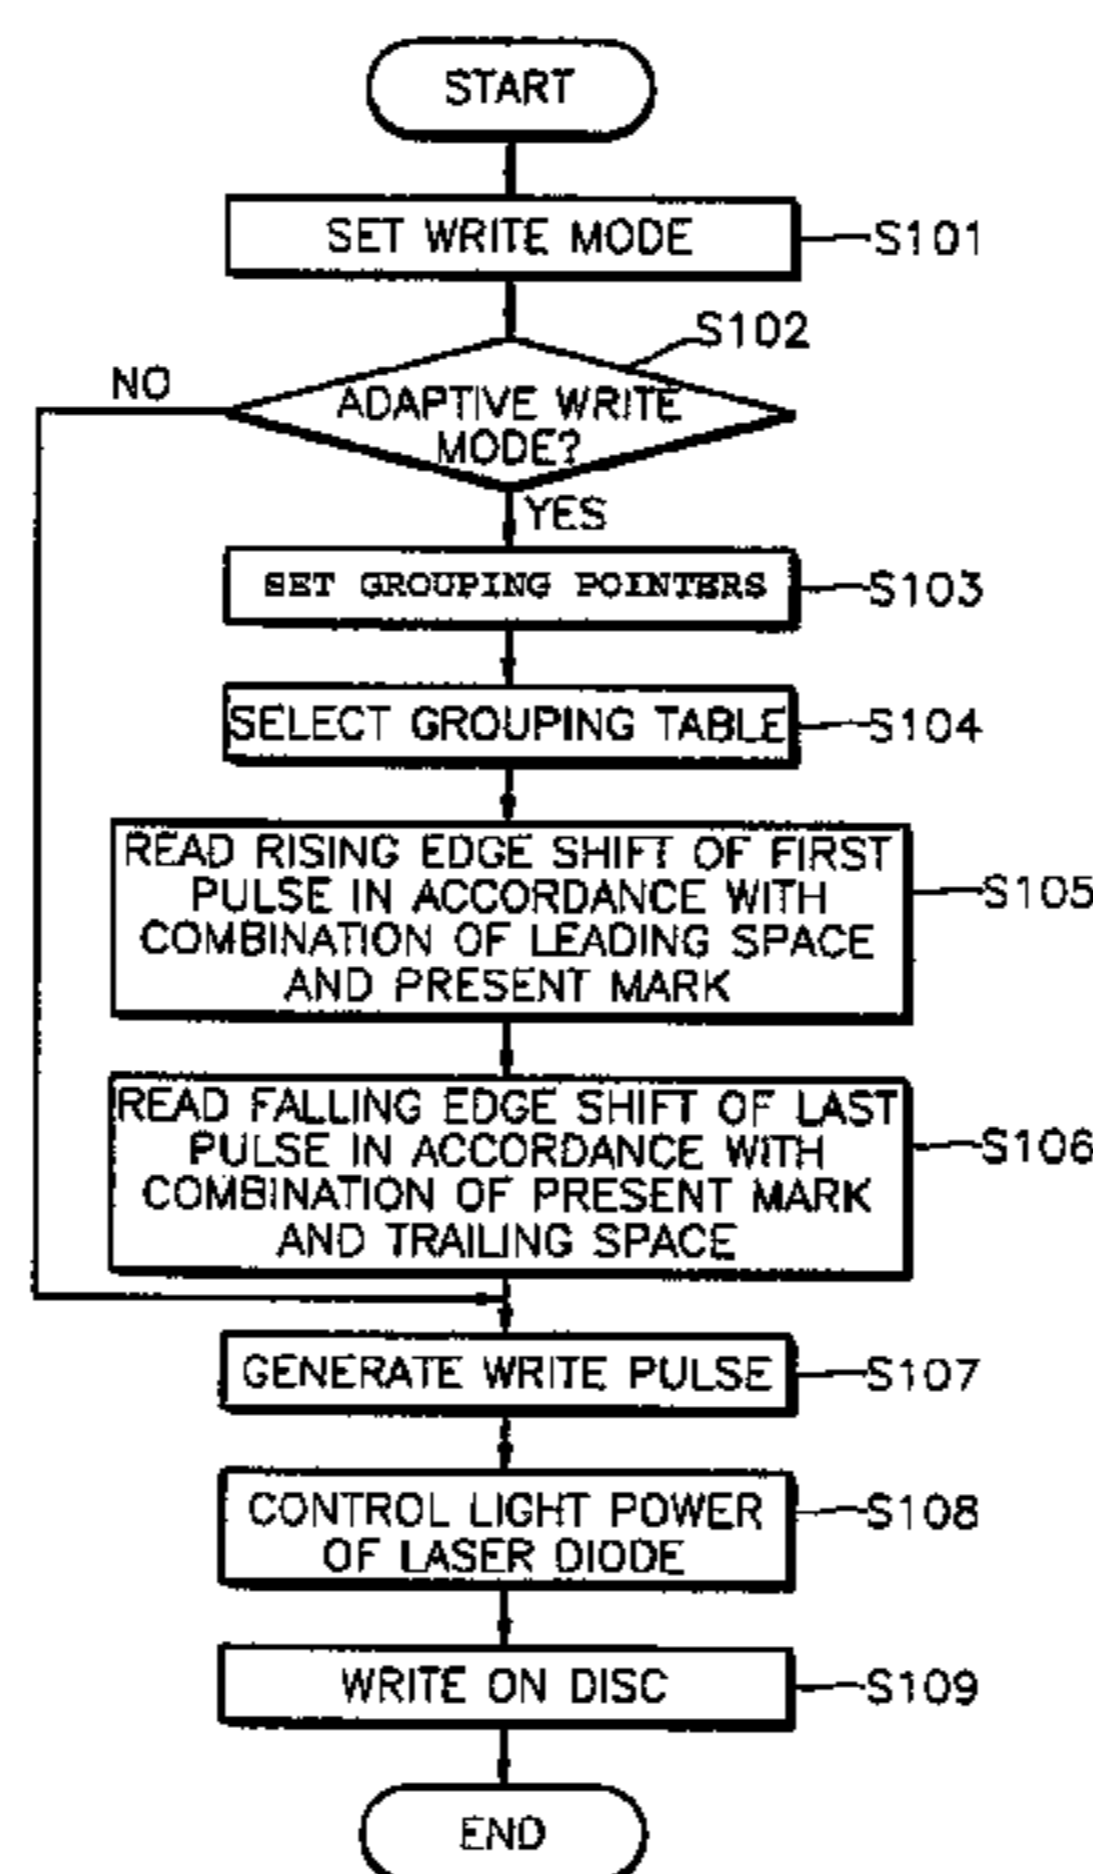 START
SET WRITE MODE
S101
S102
NO
ADAPTIVE WRITE
MODE?
YES
SET GROUPING POINTERS
S103
SELECT GROUPING TABLE
S104
READ RISING EDGE SHIFT OF FIRST
PULSE IN ACCORDANCE WITH
COMBINATION OF LEADING SPACE
AND PRESENT MARK
S105
READ FALLING EDGE SHIFT OF LAST
PULSE IN ACCORDANCE WITH
COMBINATION OF PRESENT MARK
AND TRAILING SPACE
S106
GENERATE WRITE PULSE
S107
CONTROL LIGHT POWER
OF LASER DIODE
S108
WRITE ON DISC
S109
END